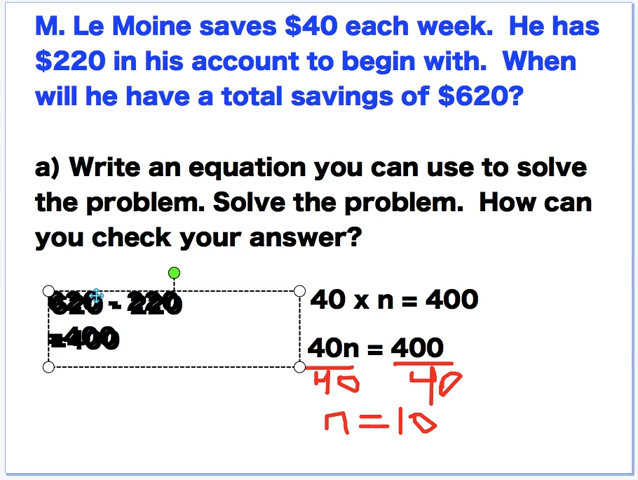 M. Le Moine saves $40 each week. He has
$220 in his account to begin with. When
will he have a total savings of $620?
a) Write an equation you can use to solve
the problem. Solve the problem. How can
you check your answer?
620 - 220
=400
40 x n = 400
40n = 400
40 40
n = 10